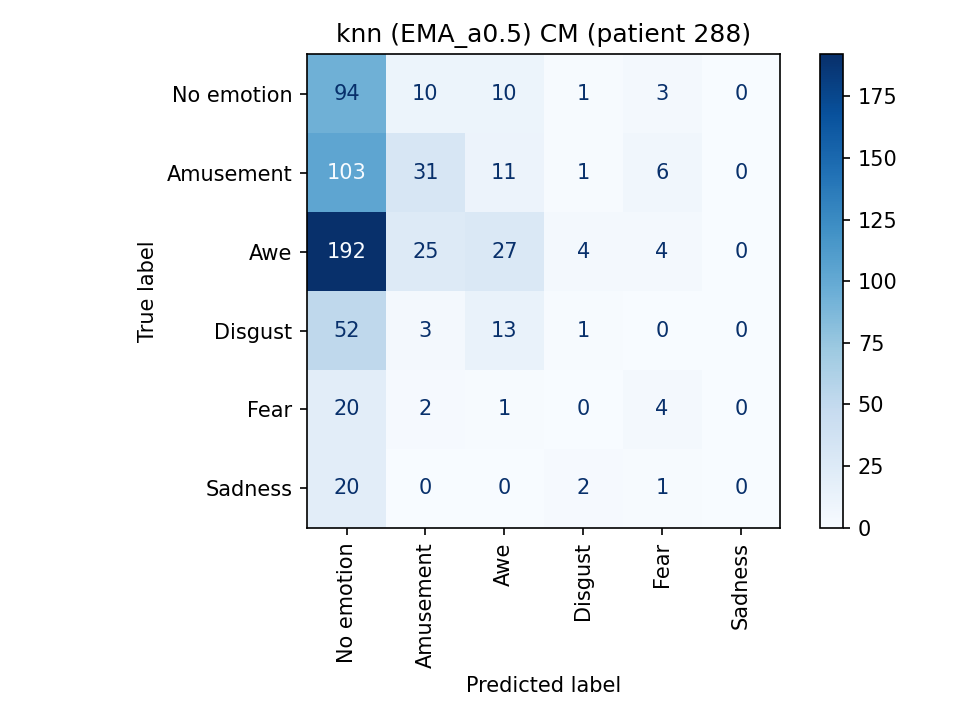 knn (EMA_a0.5) CM (patient 288)
No emotion 94 10 10 1 3 0
Amusement 103 31 11 1 6 0
Awe 192 25 27 4 4 0
Disgust 52 3 13 1 0 0
Fear 20 2 1 0 4 0
Sadness 20 0 0 2 1 0
True label
No emotion
Amusement
Awe
Disgust
Fear
Sadness
Predicted label
175
150
125
100
75
50
25
0